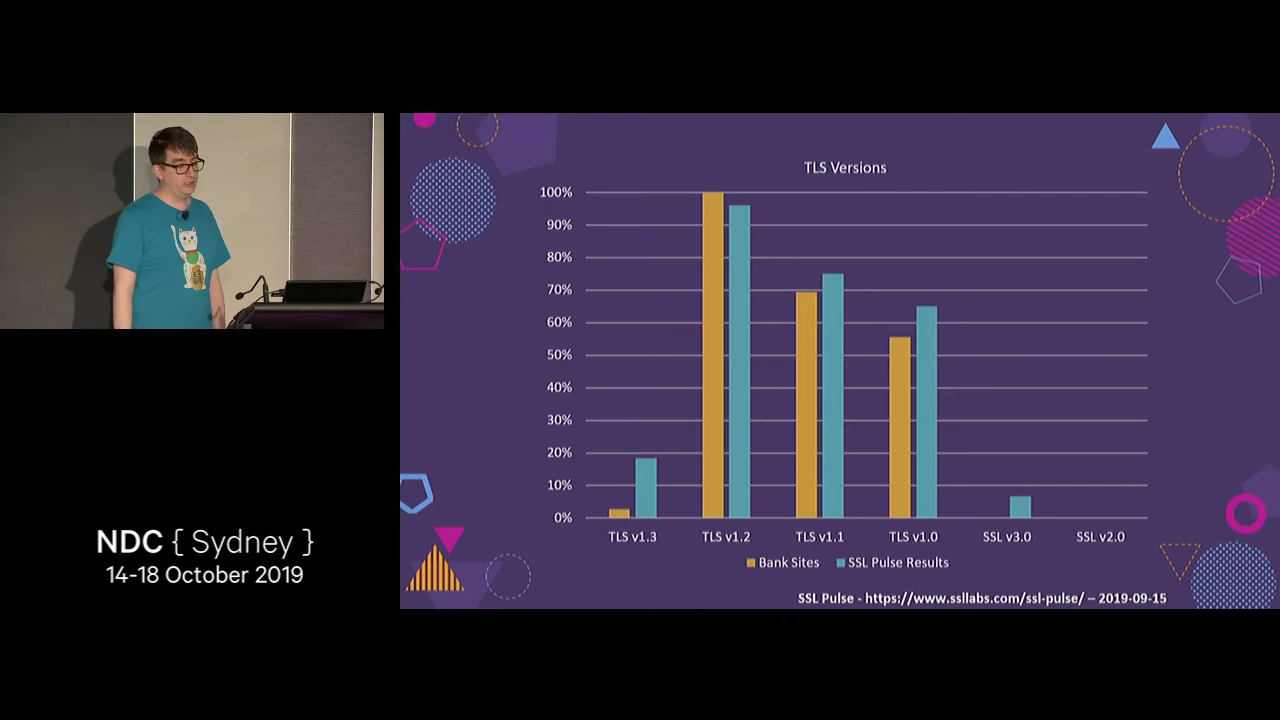 TLS Versions
100%
90%
80%
70%
60%
50%
40%
30%
20%
10%
0%
TLS v1.3 TLS v1.2 TLS v1.1 TLS v1.0 SSL v3.0 SSL v2.0
Bank Sites SSL Pulse Results
SSL Pulse - https://www.ssllabs.com/ssl-pulse/ – 2019-09-15
NDC { Sydney }
14-18 October 2019